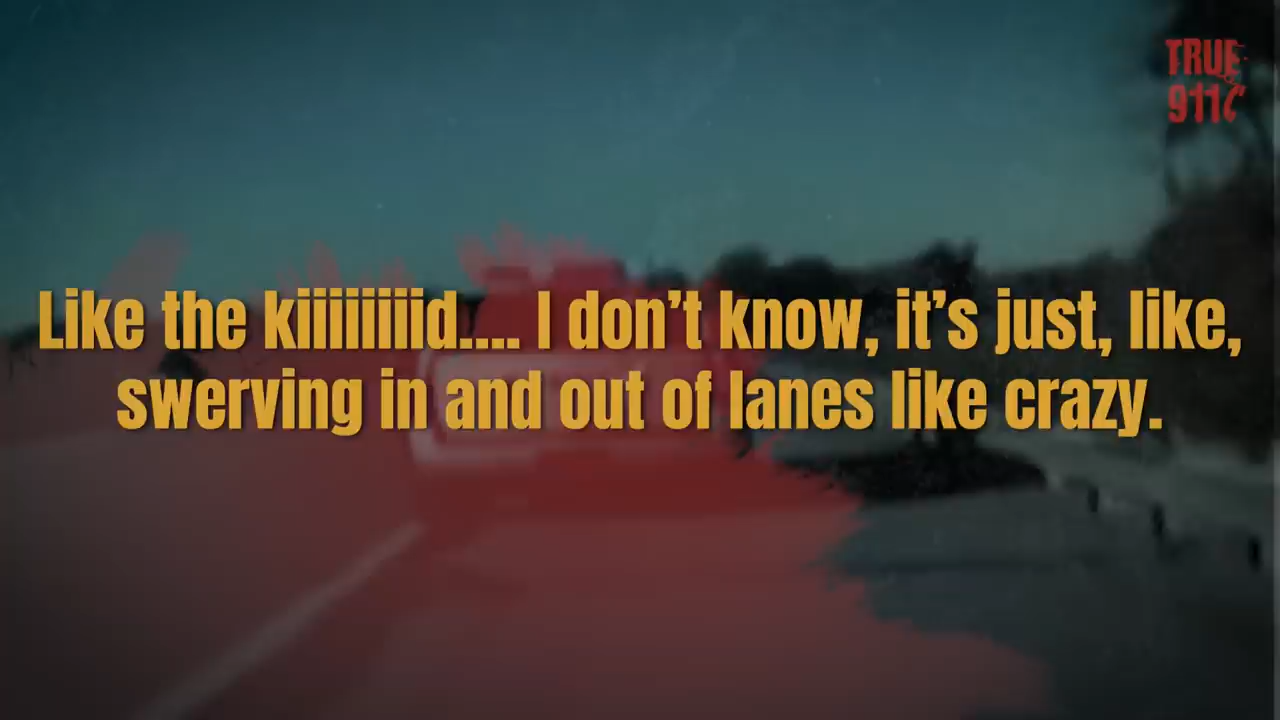 TRUE
911
Like the kiiiiiiiid.... I don’t know, it’s just, like,
swerving in and out of lanes like crazy.